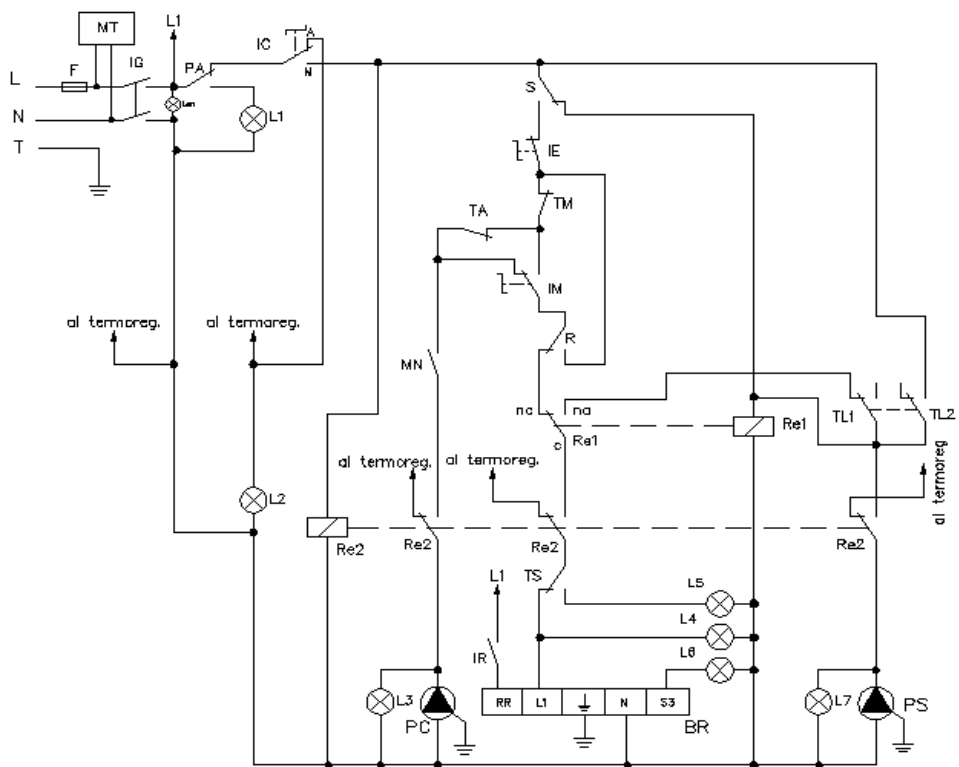 MT
L1
IC
A
N
F
IG
PA
L
N
L1
T
S
IE
TM
TA
IM
R
al termoreg.
al termoreg.
MN
na
Re1
c
Re1
TL1
TL2
al termoreg.
al termoreg.
al termoreg
L2
Re2
Re2
Re2
Re2
L1
TS
L5
L4
L6
IR
L3
PC
RR
L1
N
S3
BR
L7
PS